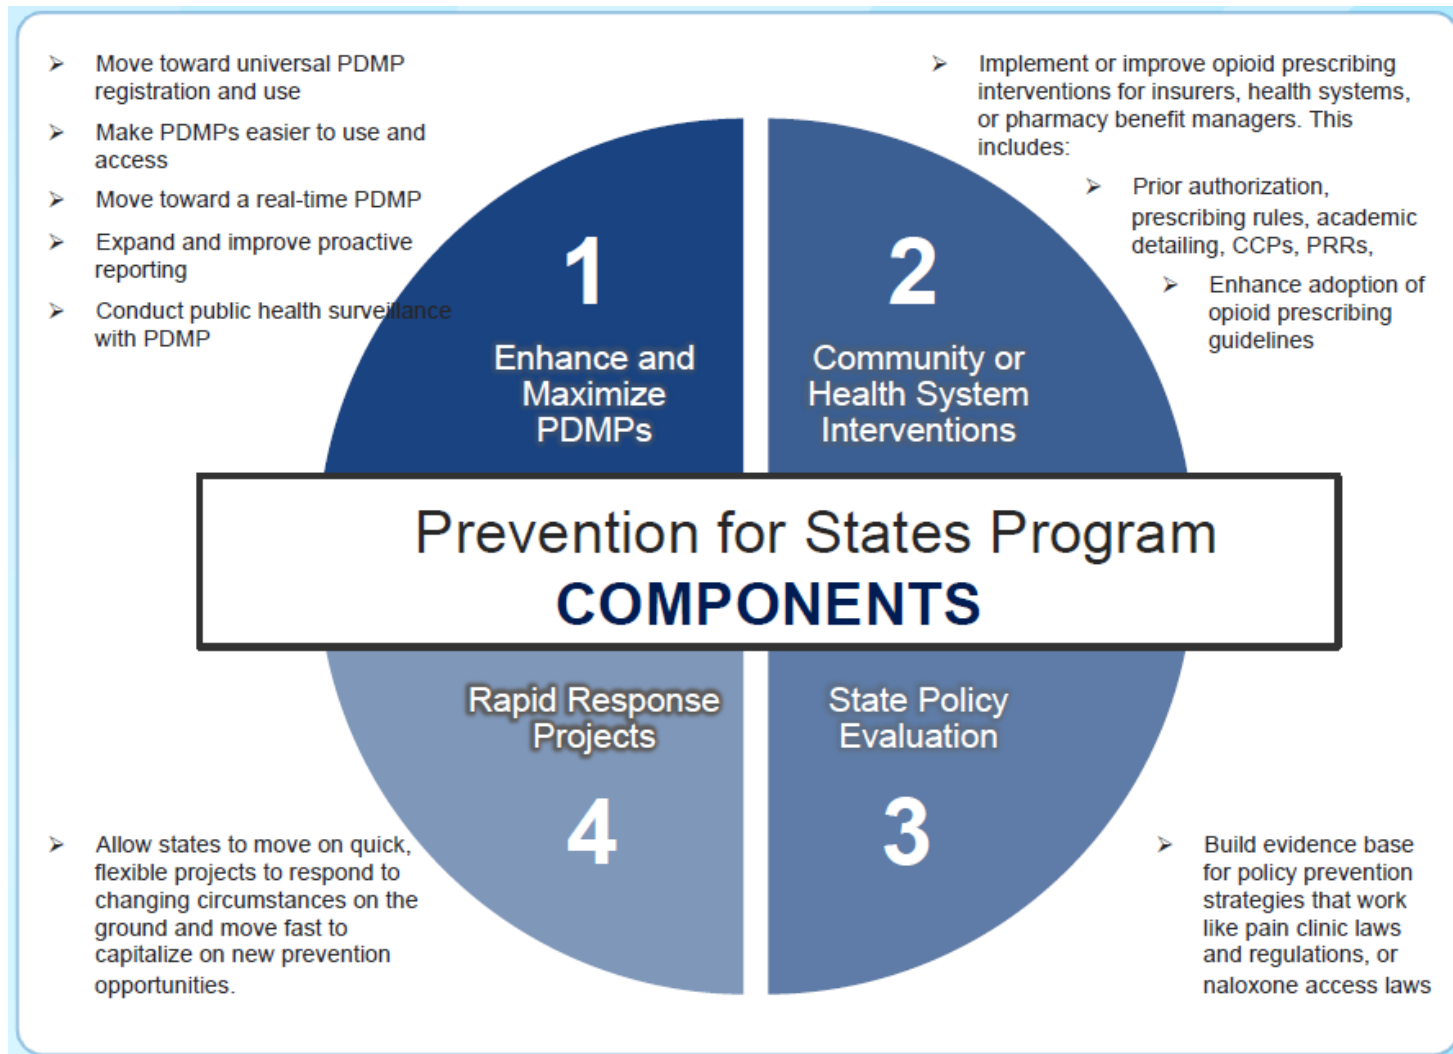 Move toward universal PDMP
registration and use
Make PDMPs easier to use and
access
Move toward a real-time PDMP
Expand and improve proactive
reporting
Conduct public health surveillance
with PDMP
Implement or improve opioid prescribing
interventions for insurers, health systems,
or pharmacy benefit managers. This
includes:
Prior authorization,
prescribing rules, academic
detailing, CCPs, PRRs,
Enhance adoption of
opioid prescribing
guidelines
1
Enhance and
Maximize
PDMPs
2
Community or
Health System
Interventions
Prevention for States Program
COMPONENTS
Rapid Response
Projects
4
State Policy
Evaluation
3
Allow states to move on quick,
flexible projects to respond to
changing circumstances on the
ground and move fast to
capitalize on new prevention
opportunities.
Build evidence base
for policy prevention
strategies that work
like pain clinic laws
and regulations, or
naloxone access laws